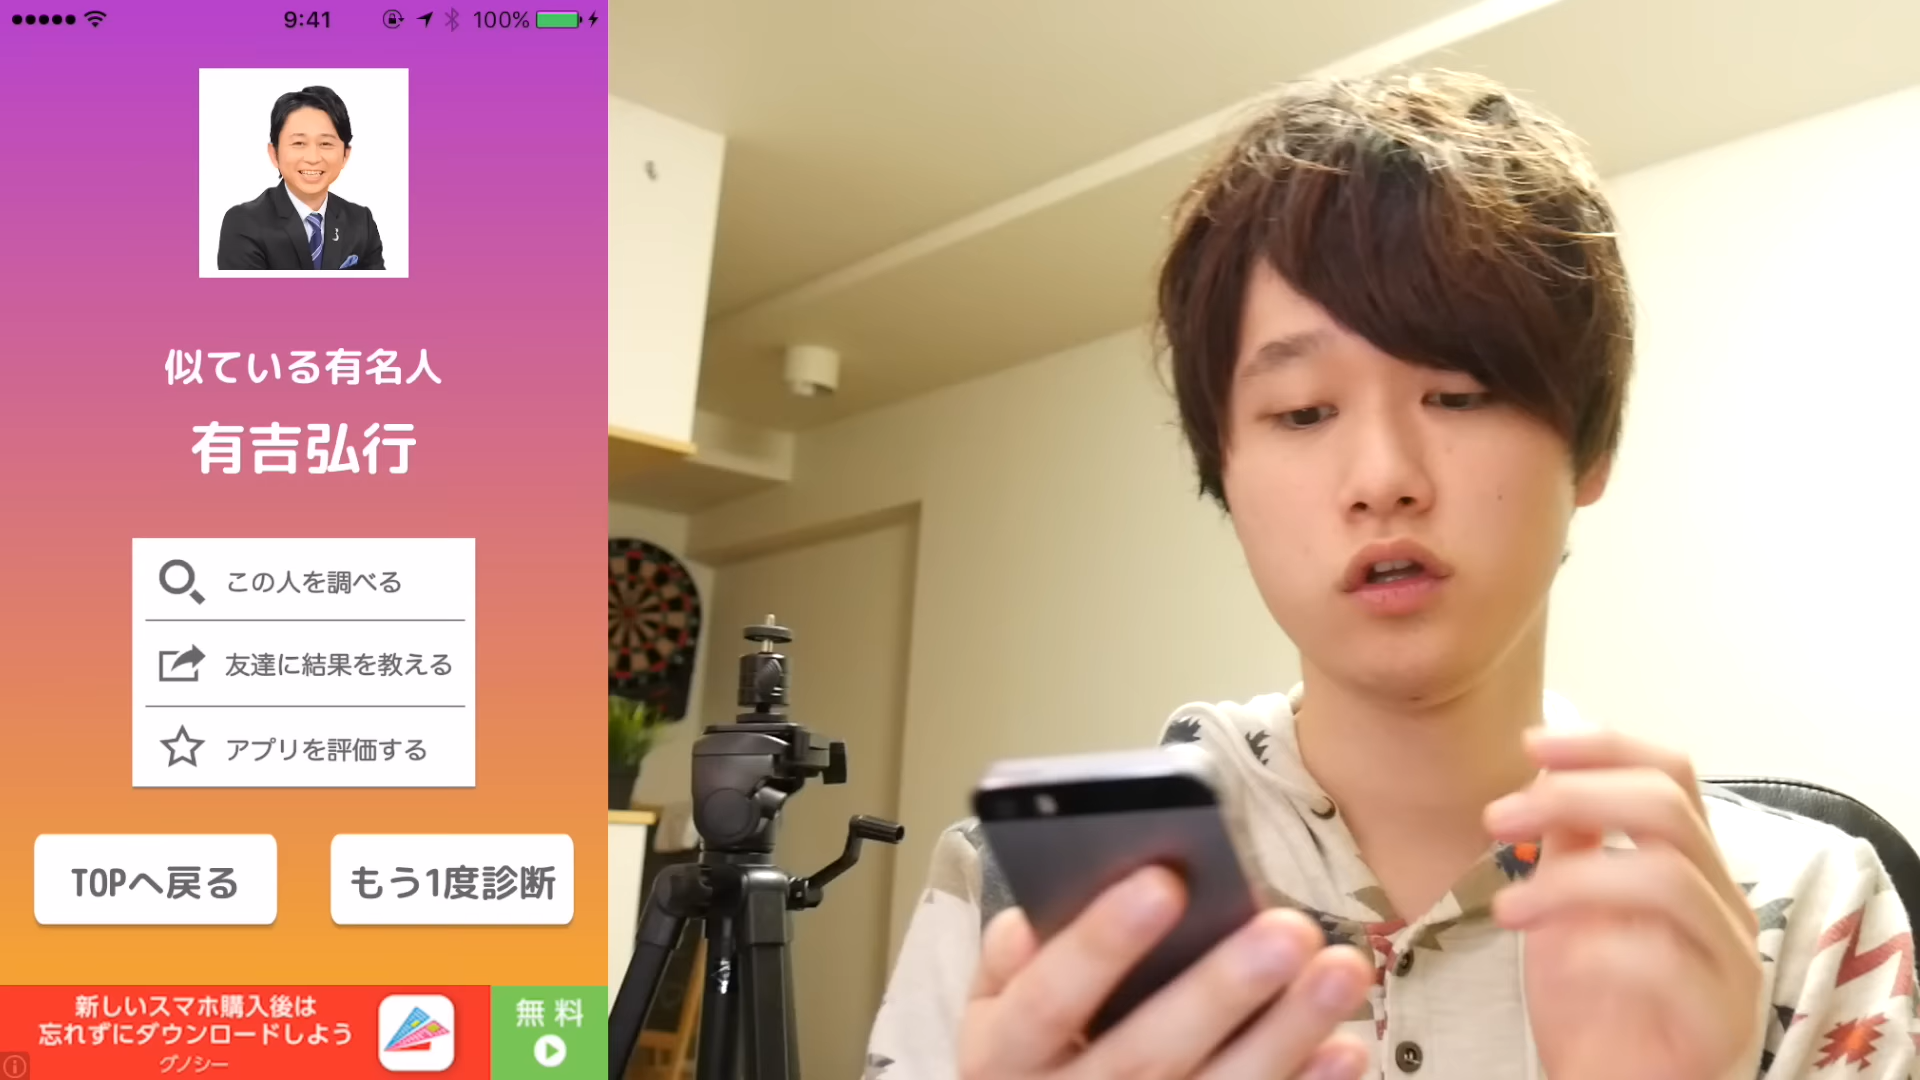 9:41
100%
似ている有名人
有吉弘行
この人を調べる
友達に結果を教える
アプリを評価する
TOPへ戻る
もう1度診断
新しいスマホ購入後は
忘れずにダウンロードしよう
グノシー
無料